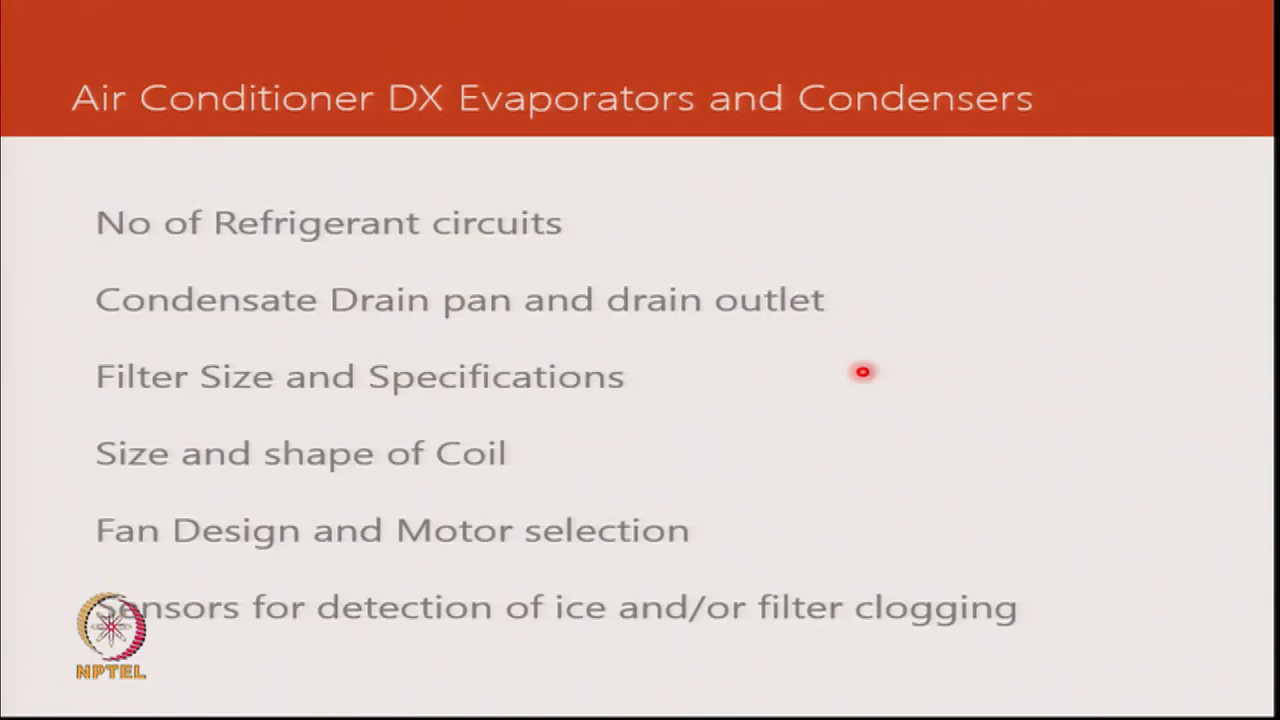 Air Conditioner DX Evaporators and Condensers
No of Refrigerant circuits
Condensate Drain pan and drain outlet
Filter Size and Specifications
Size and shape of Coil
Fan Design and Motor selection
Sensors for detection of ice and/or filter clogging
NPTEL